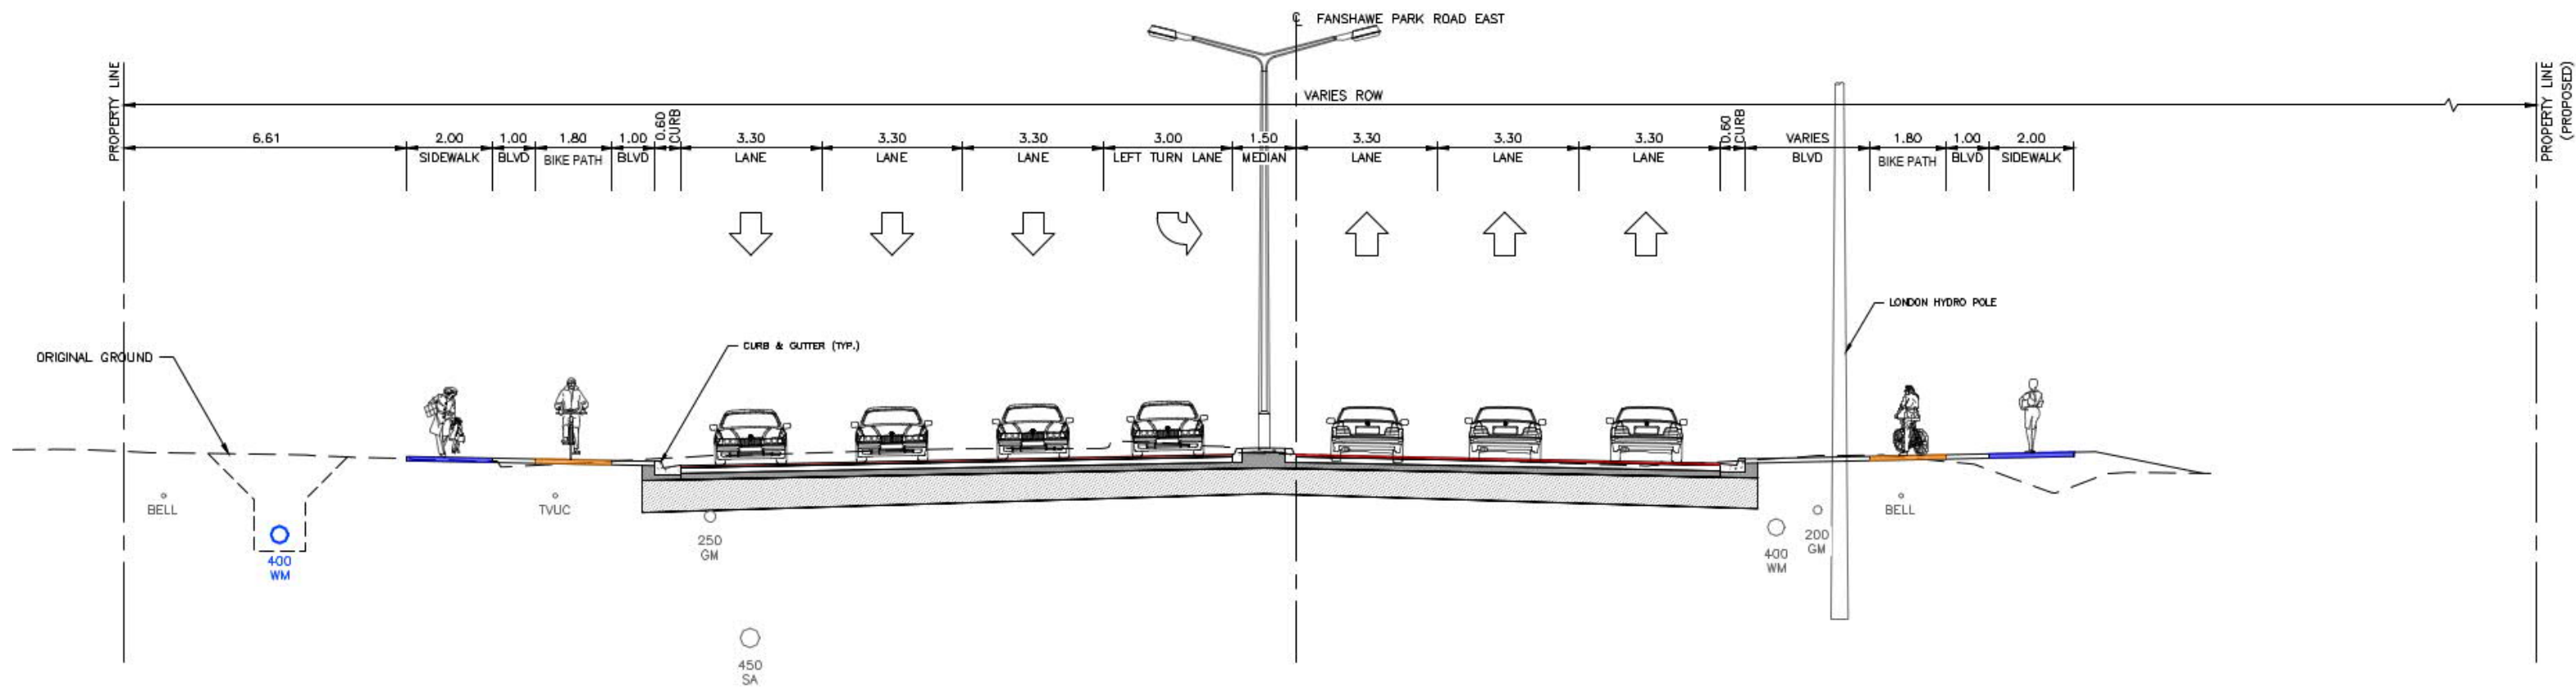 ℄ FANSHAWE PARK ROAD EAST
PROPERTY LINE
VARIES ROW
PROPERTY LINE
(PROPOSED)
6.61
2.00
SIDEWALK
1.00
BLVD
1.80
BIKE PATH
1.00
BLVD
0.60
CURB
3.30
LANE
3.30
LANE
3.30
LANE
3.00
LEFT TURN LANE
1.50
MEDIAN
3.30
LANE
3.30
LANE
3.30
LANE
0.60
CURB
VARIES
BLVD
1.80
BIKE PATH
1.00
BLVD
2.00
SIDEWALK
LONDON HYDRO POLE
CURB & GUTTER (TYP.)
ORIGINAL GROUND
BELL
400
WM
TVUC
250
GM
450
SA
400
WM
200
GM
BELL